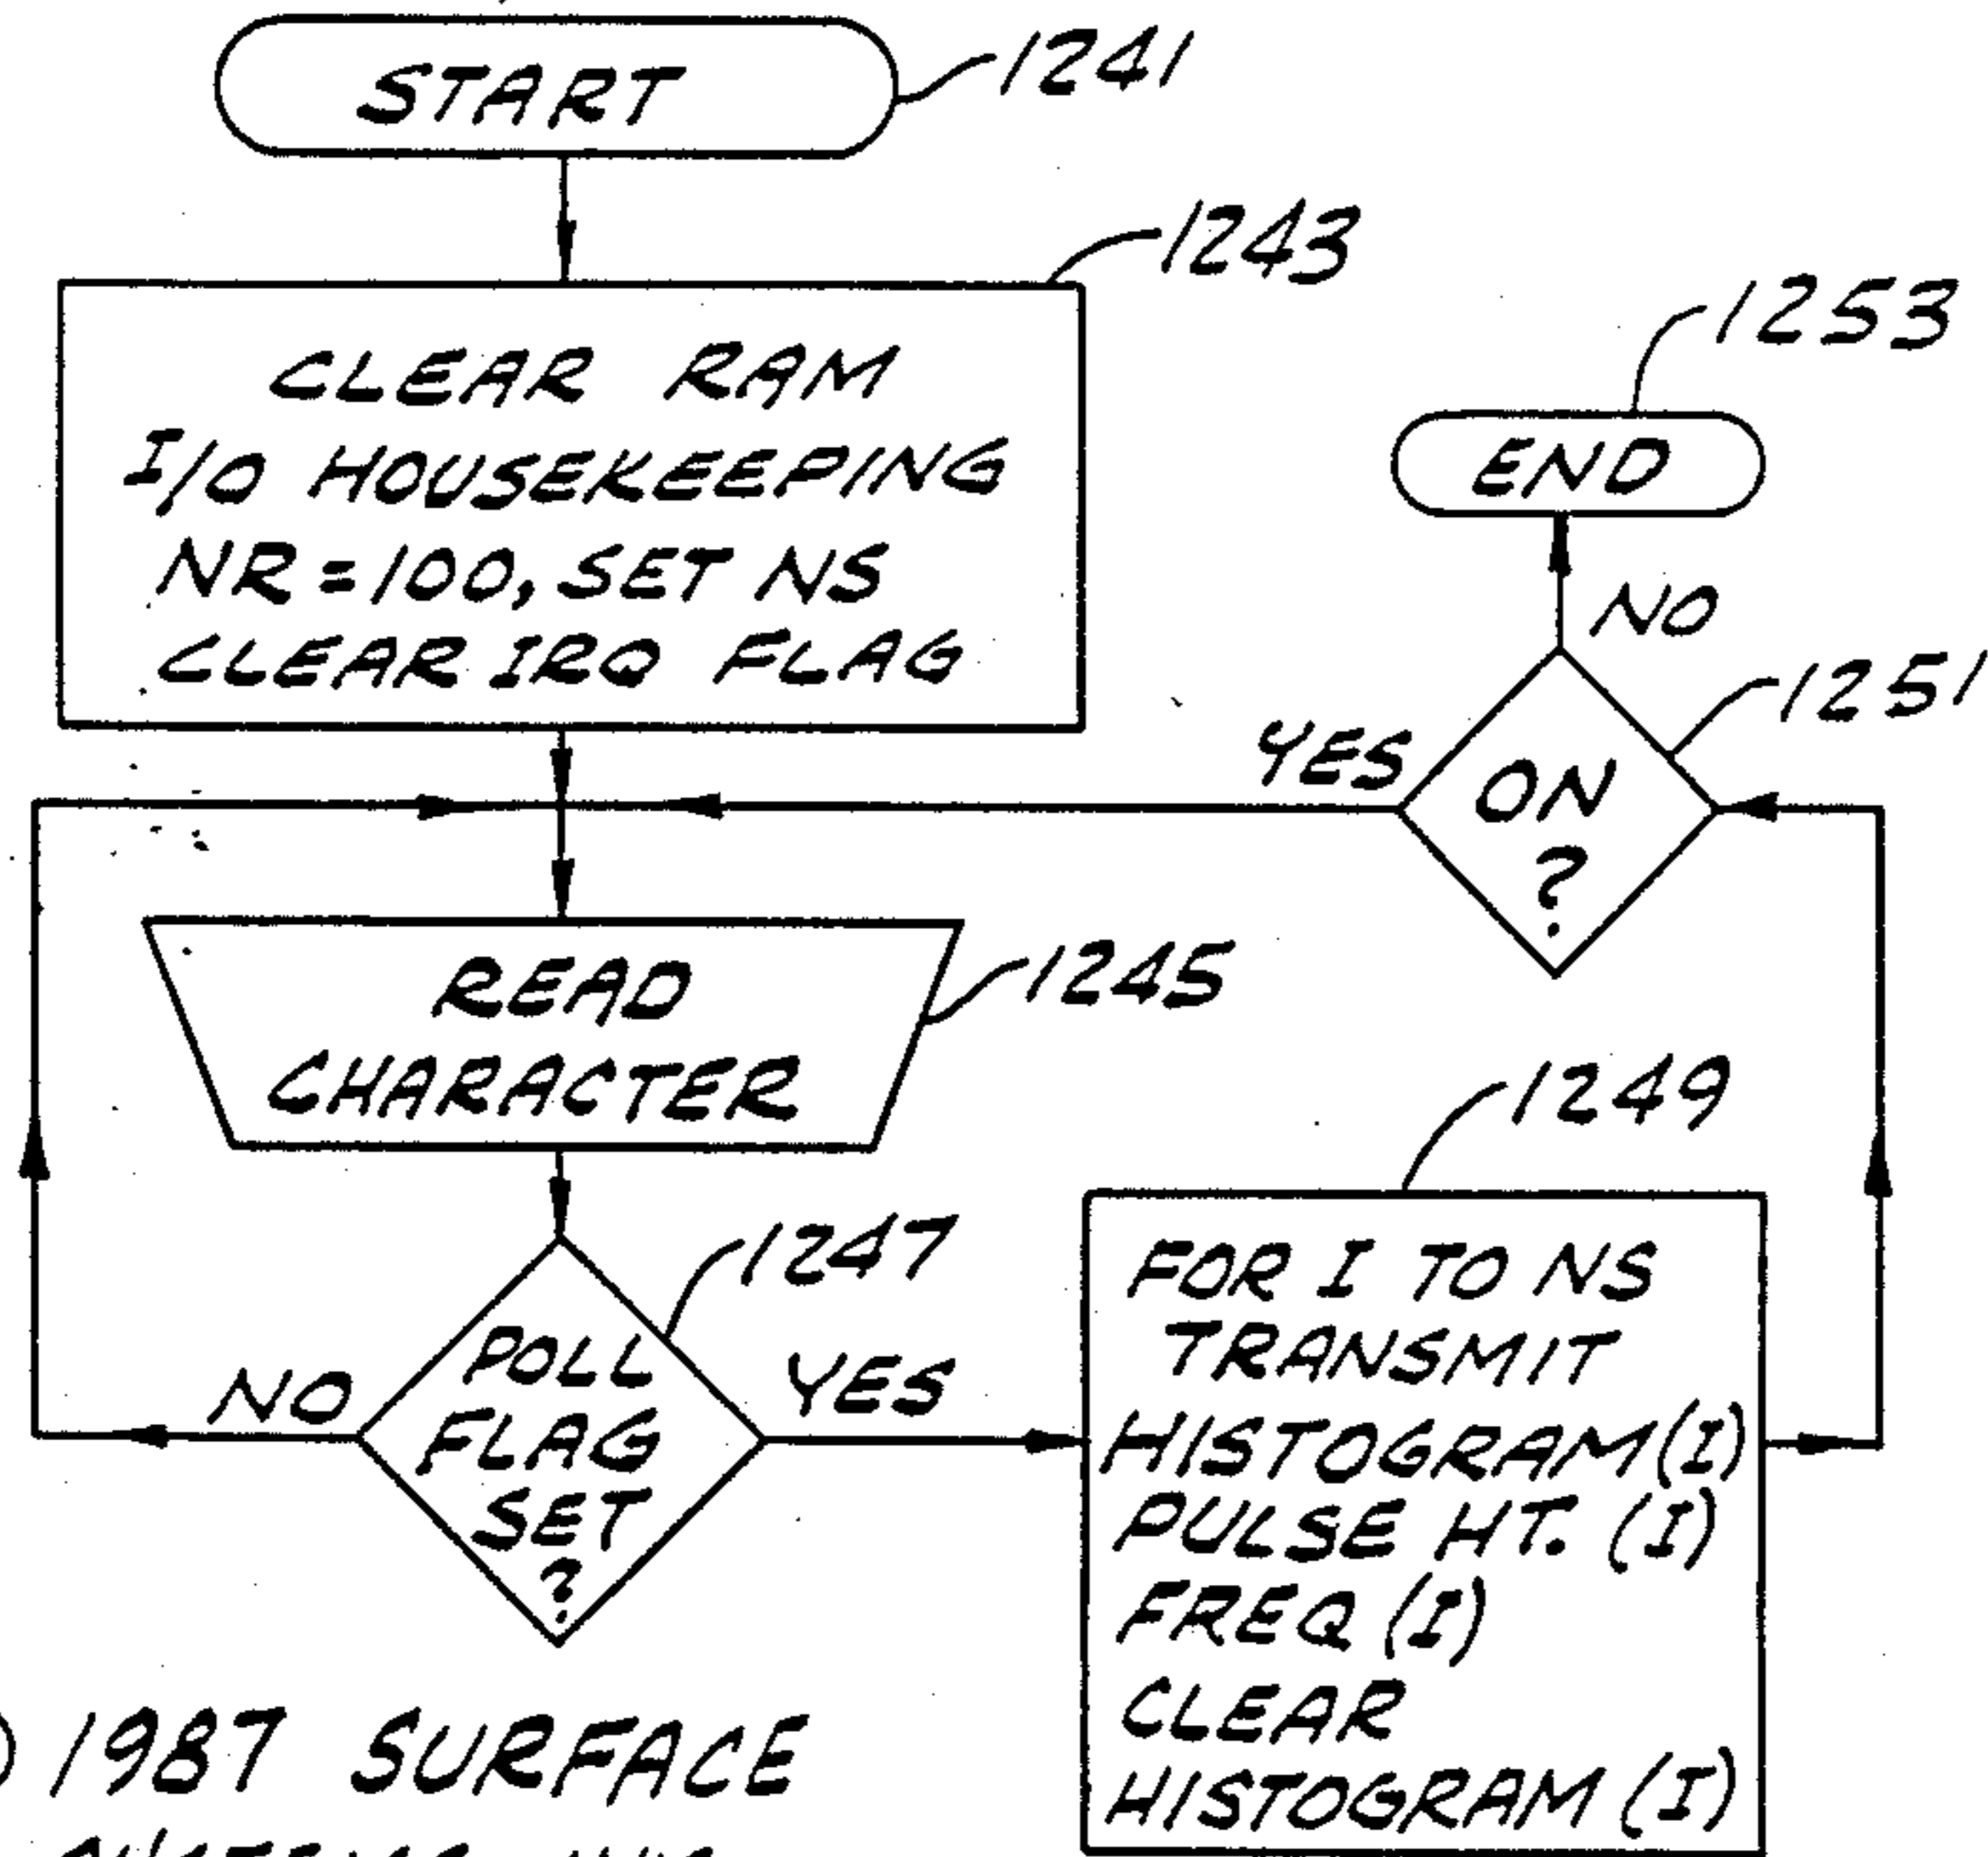 START
1241
1243
CLEAR RAM
I/O HOUSEKEEPING
NR=100, SET NS
CLEAR IRQ FLAG
1253
END
NO
1251
YES
ON
?
READ
CHARACTER
1245
1247
POLL
FLAG
SET
?
NO
YES
1249
FOR I TO NS
TRANSMIT
HISTOGRAM(I)
PULSE HT. (I)
FREQ (I)
CLEAR
HISTOGRAM (I)
) 1987 SURFACE